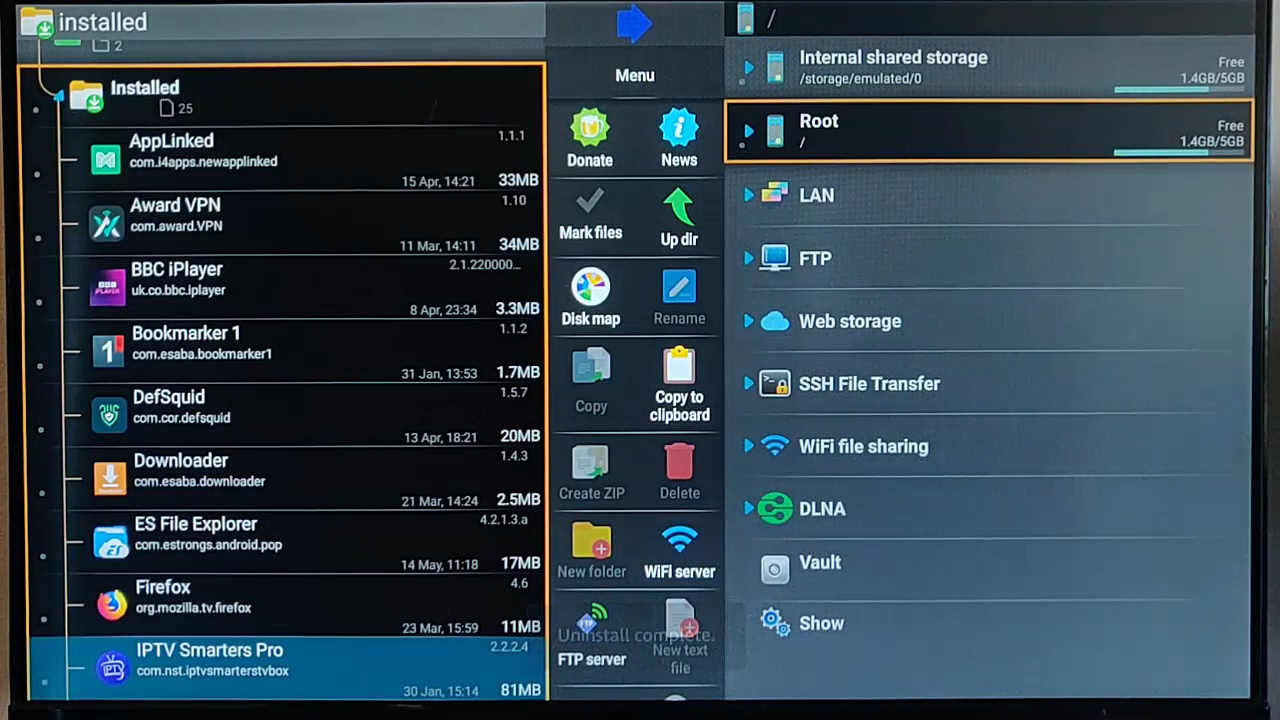 installed
2
Installed
25
AppLinked
1.1.1
com.i4apps.newapplinked
15 Apr, 14:21
33MB
Award VPN
1.10
com.award.VPN
11 Mar, 14:11
34MB
BBC iPlayer
2.1.220000...
uk.co.bbc.iplayer
8 Apr, 23:34
3.3MB
Bookmarker 1
1.1.2
com.esaba.bookmarker1
31 Jan, 13:53
1.7MB
DefSquid
1.5.7
com.cor.defsquid
13 Apr, 18:21
20MB
Downloader
1.4.3
com.esaba.downloader
21 Mar, 14:24
2.5MB
ES File Explorer
4.2.1.3.a
com.estrongs.android.pop
14 May, 11:18
17MB
Firefox
4.6
org.mozilla.tv.firefox
23 Mar, 15:59
11MB
IPTV Smarters Pro
2.2.2.4
com.nst.iptvsmarterstvbox
30 Jan, 15:14
81MB
Menu
Donate
News
Mark files
Up dir
Disk map
Rename
Copy
Copy to
clipboard
Create ZIP
Delete
New folder
WiFi server
Uninstall complete.
FTP server
New text
file
/
Internal shared storage
/storage/emulated/0
Free
1.4GB/5GB
Root
/
Free
1.4GB/5GB
LAN
FTP
Web storage
SSH File Transfer
WiFi file sharing
DLNA
Vault
Show